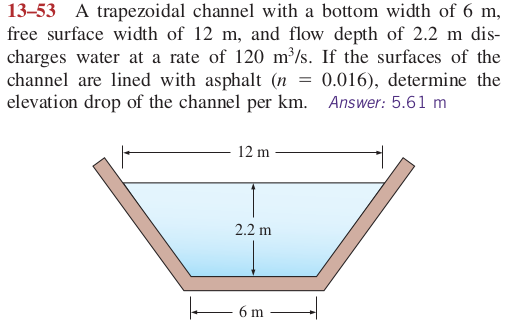 13–53 A trapezoidal channel with a bottom width of 6 m,
free surface width of 12 m, and flow depth of 2.2 m dis-
charges water at a rate of 120 m³/s. If the surfaces of the
channel are lined with asphalt (n = 0.016), determine the
elevation drop of the channel per km. Answer: 5.61 m
12 m
2.2 m
6 m